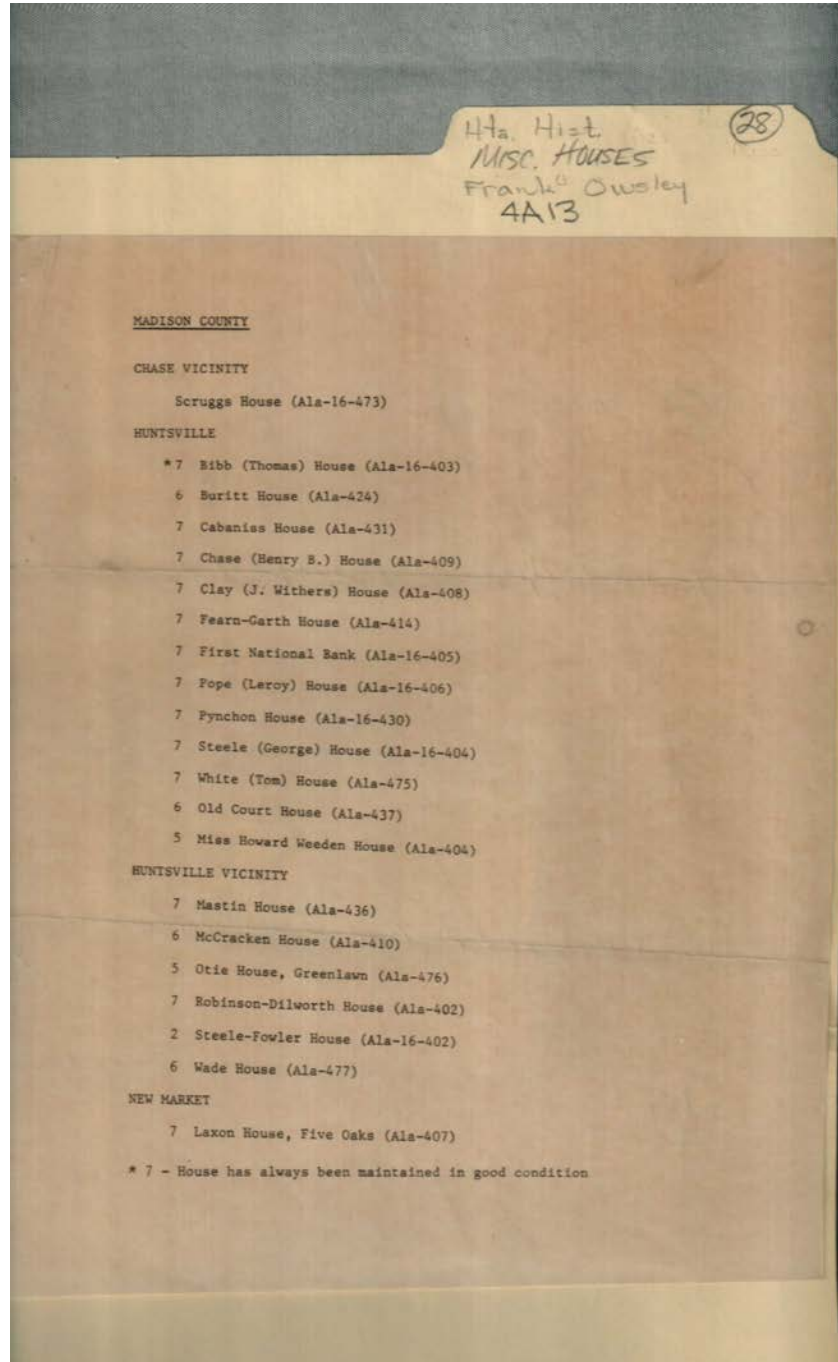 Hts. Hist.
(28)
MISC. HOUSES
Frank Owsley
4A13
MADISON COUNTY
CHASE VICINITY
Scruggs House (Ala-16-473)
HUNTSVILLE
*7 Bibb (Thomas) House (Ala-16-403)
6 Buritt House (Ala-424)
7 Cabaniss House (Ala-431)
7 Chase (Henry B.) House (Ala-409)
7 Clay (J. Withers) House (Ala-408)
7 Fearn-Garth House (Ala-414)
7 First National Bank (Ala-16-405)
7 Pope (Leroy) House (Ala-16-406)
7 Pynchon House (Ala-16-430)
7 Steele (George) House (Ala-16-404)
7 White (Tom) House (Ala-475)
6 Old Court House (Ala-437)
5 Miss Howard Weeden House (Ala-404)
HUNTSVILLE VICINITY
7 Mastin House (Ala-436)
6 McCracken House (Ala-410)
5 Otie House, Greenlawn (Ala-476)
7 Robinson-Dilworth House (Ala-402)
2 Steele-Fowler House (Ala-16-402)
6 Wade House (Ala-477)
NEW MARKET
7 Laxon House, Five Oaks (Ala-407)
* 7 - House has always been maintained in good condition